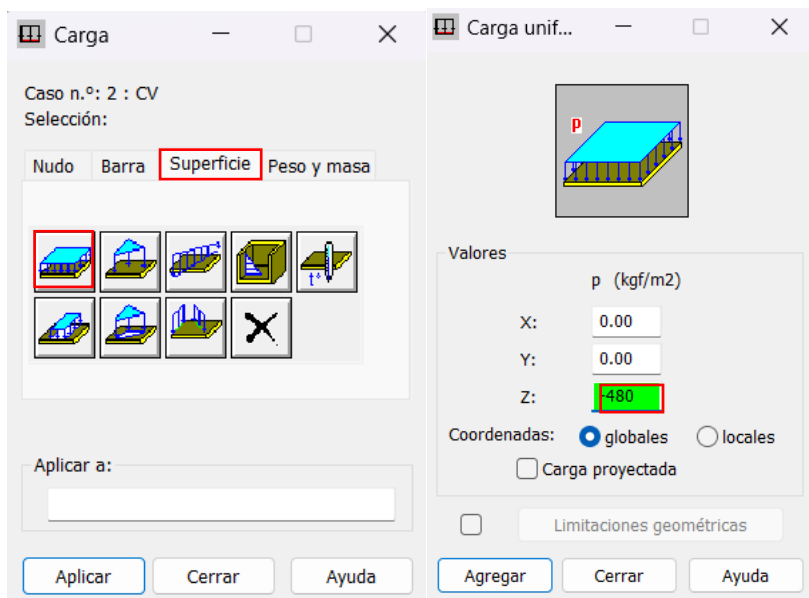 Carga
Caso n.º: 2 : CV
Selección:
Nudo Barra Superficie Peso y masa
t°
Aplicar a:
Aplicar Cerrar Ayuda
Carga unif...
p
Valores
p (kgf/m2)
X: 0.00
Y: 0.00
Z: -480
Coordenadas: globales locales
Carga proyectada
Limitaciones geométricas
Agregar Cerrar Ayuda